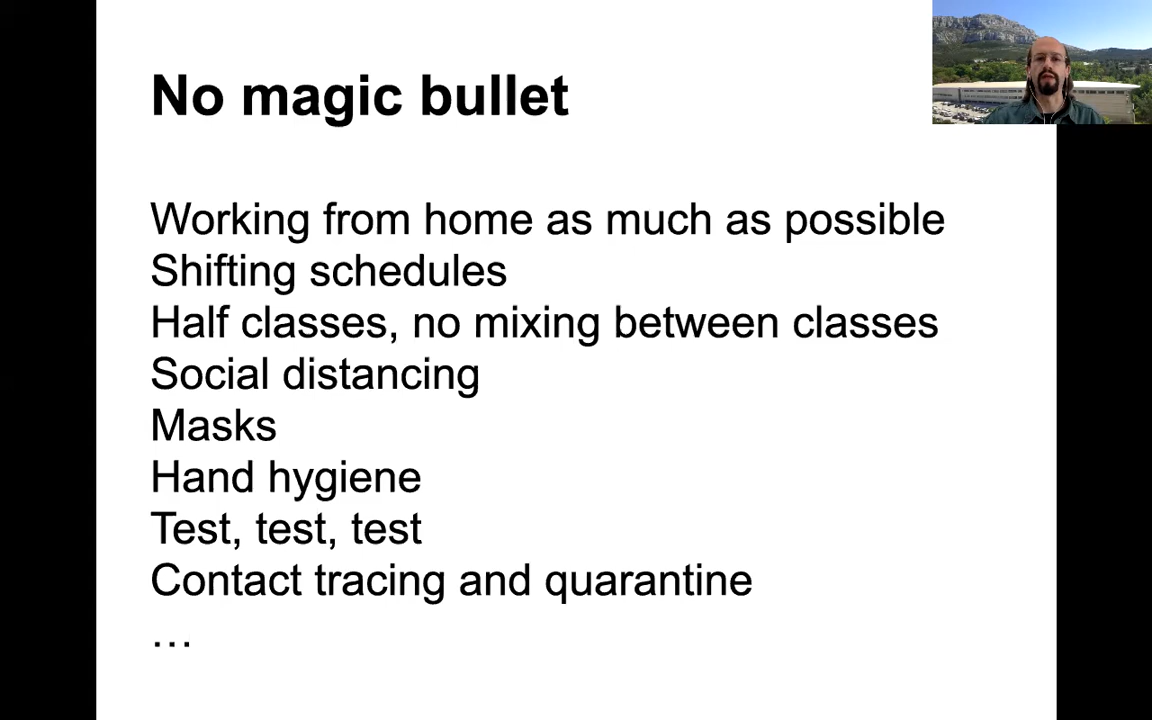 No magic bullet
Working from home as much as possible
Shifting schedules
Half classes, no mixing between classes
Social distancing
Masks
Hand hygiene
Test, test, test
Contact tracing and quarantine
…